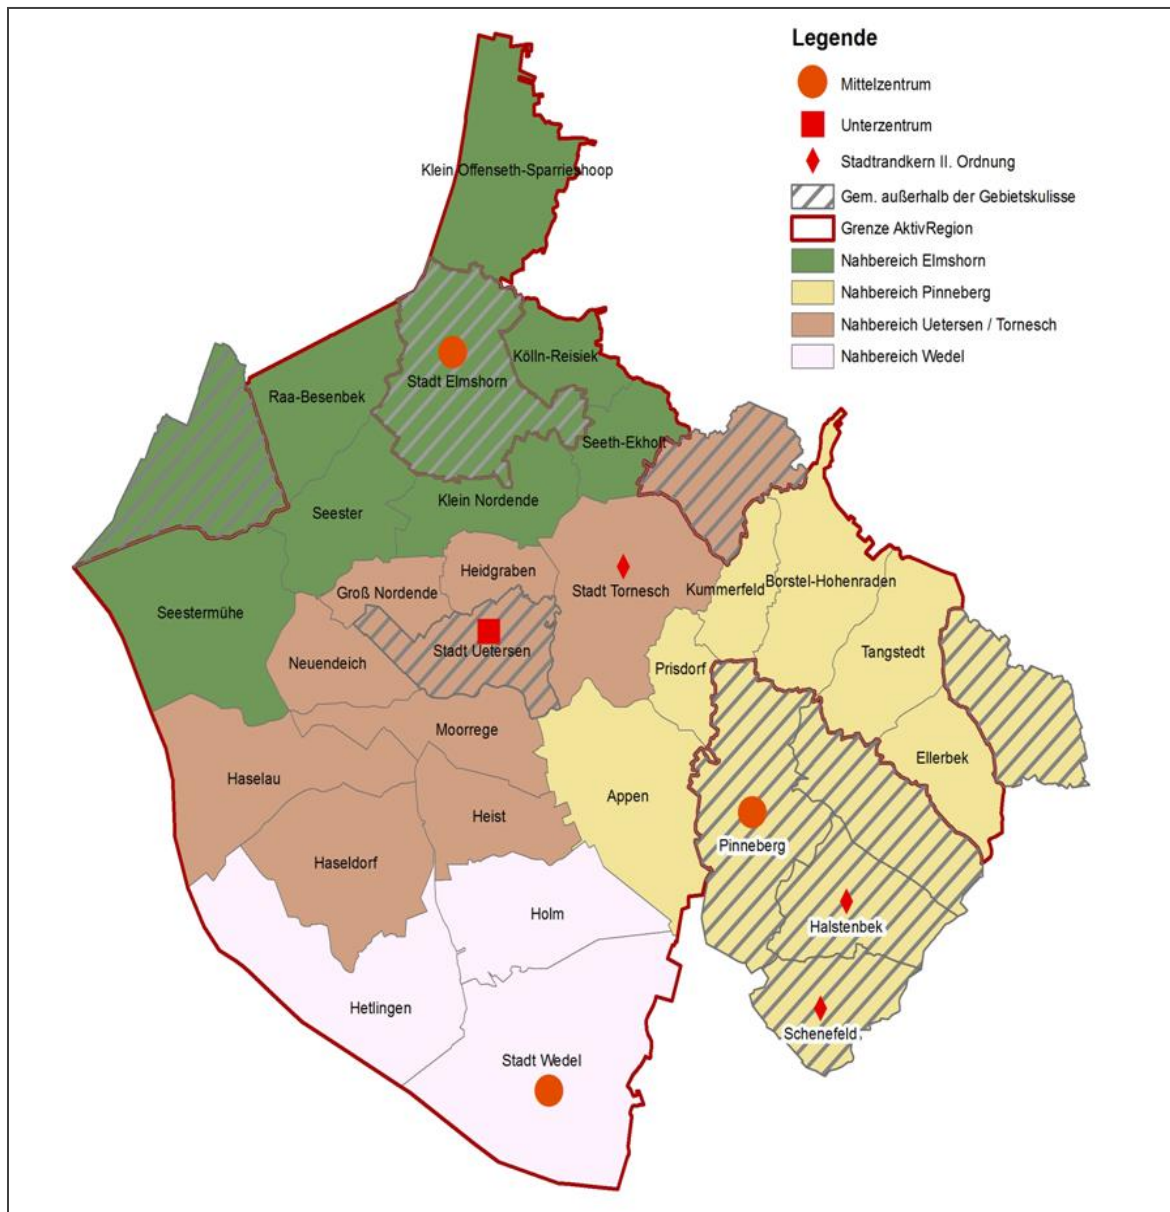 Legende
Mittelzentrum
Unterzentrum
Stadtrandkern II. Ordnung
Gem. außerhalb der Gebietskulisse
Grenze AktivRegion
Nahbereich Elmshorn
Nahbereich Pinneberg
Nahbereich Uetersen / Tornesch
Nahbereich Wedel
Klein Offenseth-Sparrieshoop
Kölln-Reisiek
Stadt Elmshorn
Raa-Besenbek
Seeth-Ekholt
Klein Nordende
Seester
Heidgraben
Stadt Tornesch
Kummerfeld
Borstel-Hohenraden
Groß Nordende
Seestermühe
Stadt Uetersen
Tangstedt
Neuendeich
Prisdorf
Moorrege
Ellerbek
Haselau
Appen
Heist
Pinneberg
Haseldorf
Holm
Halstenbek
Hetlingen
Schenefeld
Stadt Wedel